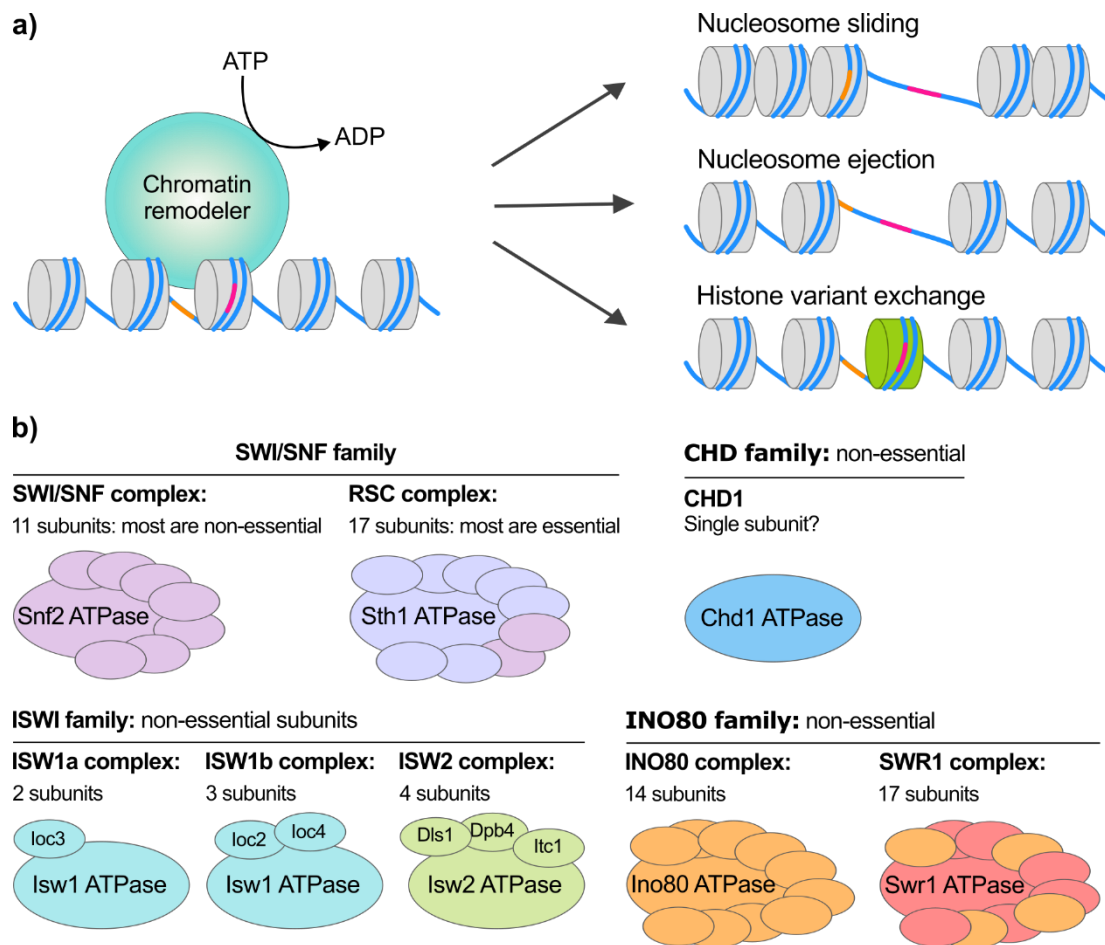 a)
ATP
ADP
Chromatin
remodeler
Nucleosome sliding
Nucleosome ejection
Histone variant exchange
b)
SWI/SNF family
SWI/SNF complex:
11 subunits: most are non-essential
Snf2 ATPase
RSC complex:
17 subunits: most are essential
Sth1 ATPase
CHD family: non-essential
CHD1
Single subunit?
Chd1 ATPase
ISWI family: non-essential subunits
ISW1a complex:
2 subunits
Ioc3
Isw1 ATPase
ISW1b complex:
3 subunits
Ioc2
Ioc4
Isw1 ATPase
ISW2 complex:
4 subunits
Dls1
Dpb4
Itc1
Isw2 ATPase
INO80 family: non-essential
INO80 complex:
14 subunits
Ino80 ATPase
SWR1 complex:
17 subunits
Swr1 ATPase